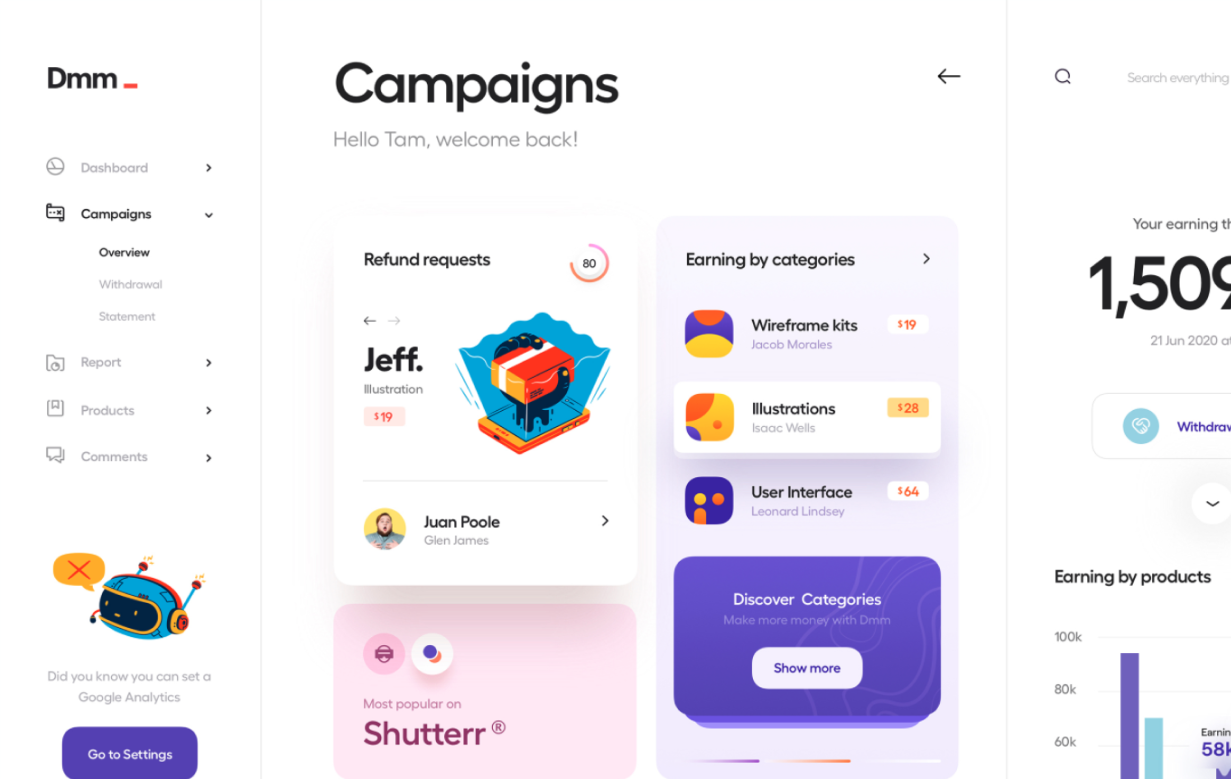 Dmm
Dashboard
Campaigns
Overview
Withdrawal
Statement
Report
Products
Comments
Did you know you can set a
Google Analytics
Go to Settings
Campaigns
Hello Tam, welcome back!
Refund requests
80
Jeff.
Illustration
$19
Juan Poole
Glen James
Most popular on
Shutterr ®
Earning by categories
Wireframe kits
$19
Jacob Morales
Illustrations
$28
Isaac Wells
User Interface
$64
Leonard Lindsey
Discover Categories
Make more money with Dmm
Show more
Search everything
Your earning
1,509
21 Jun 2020
Earning by products
100k
80k
60k
58k